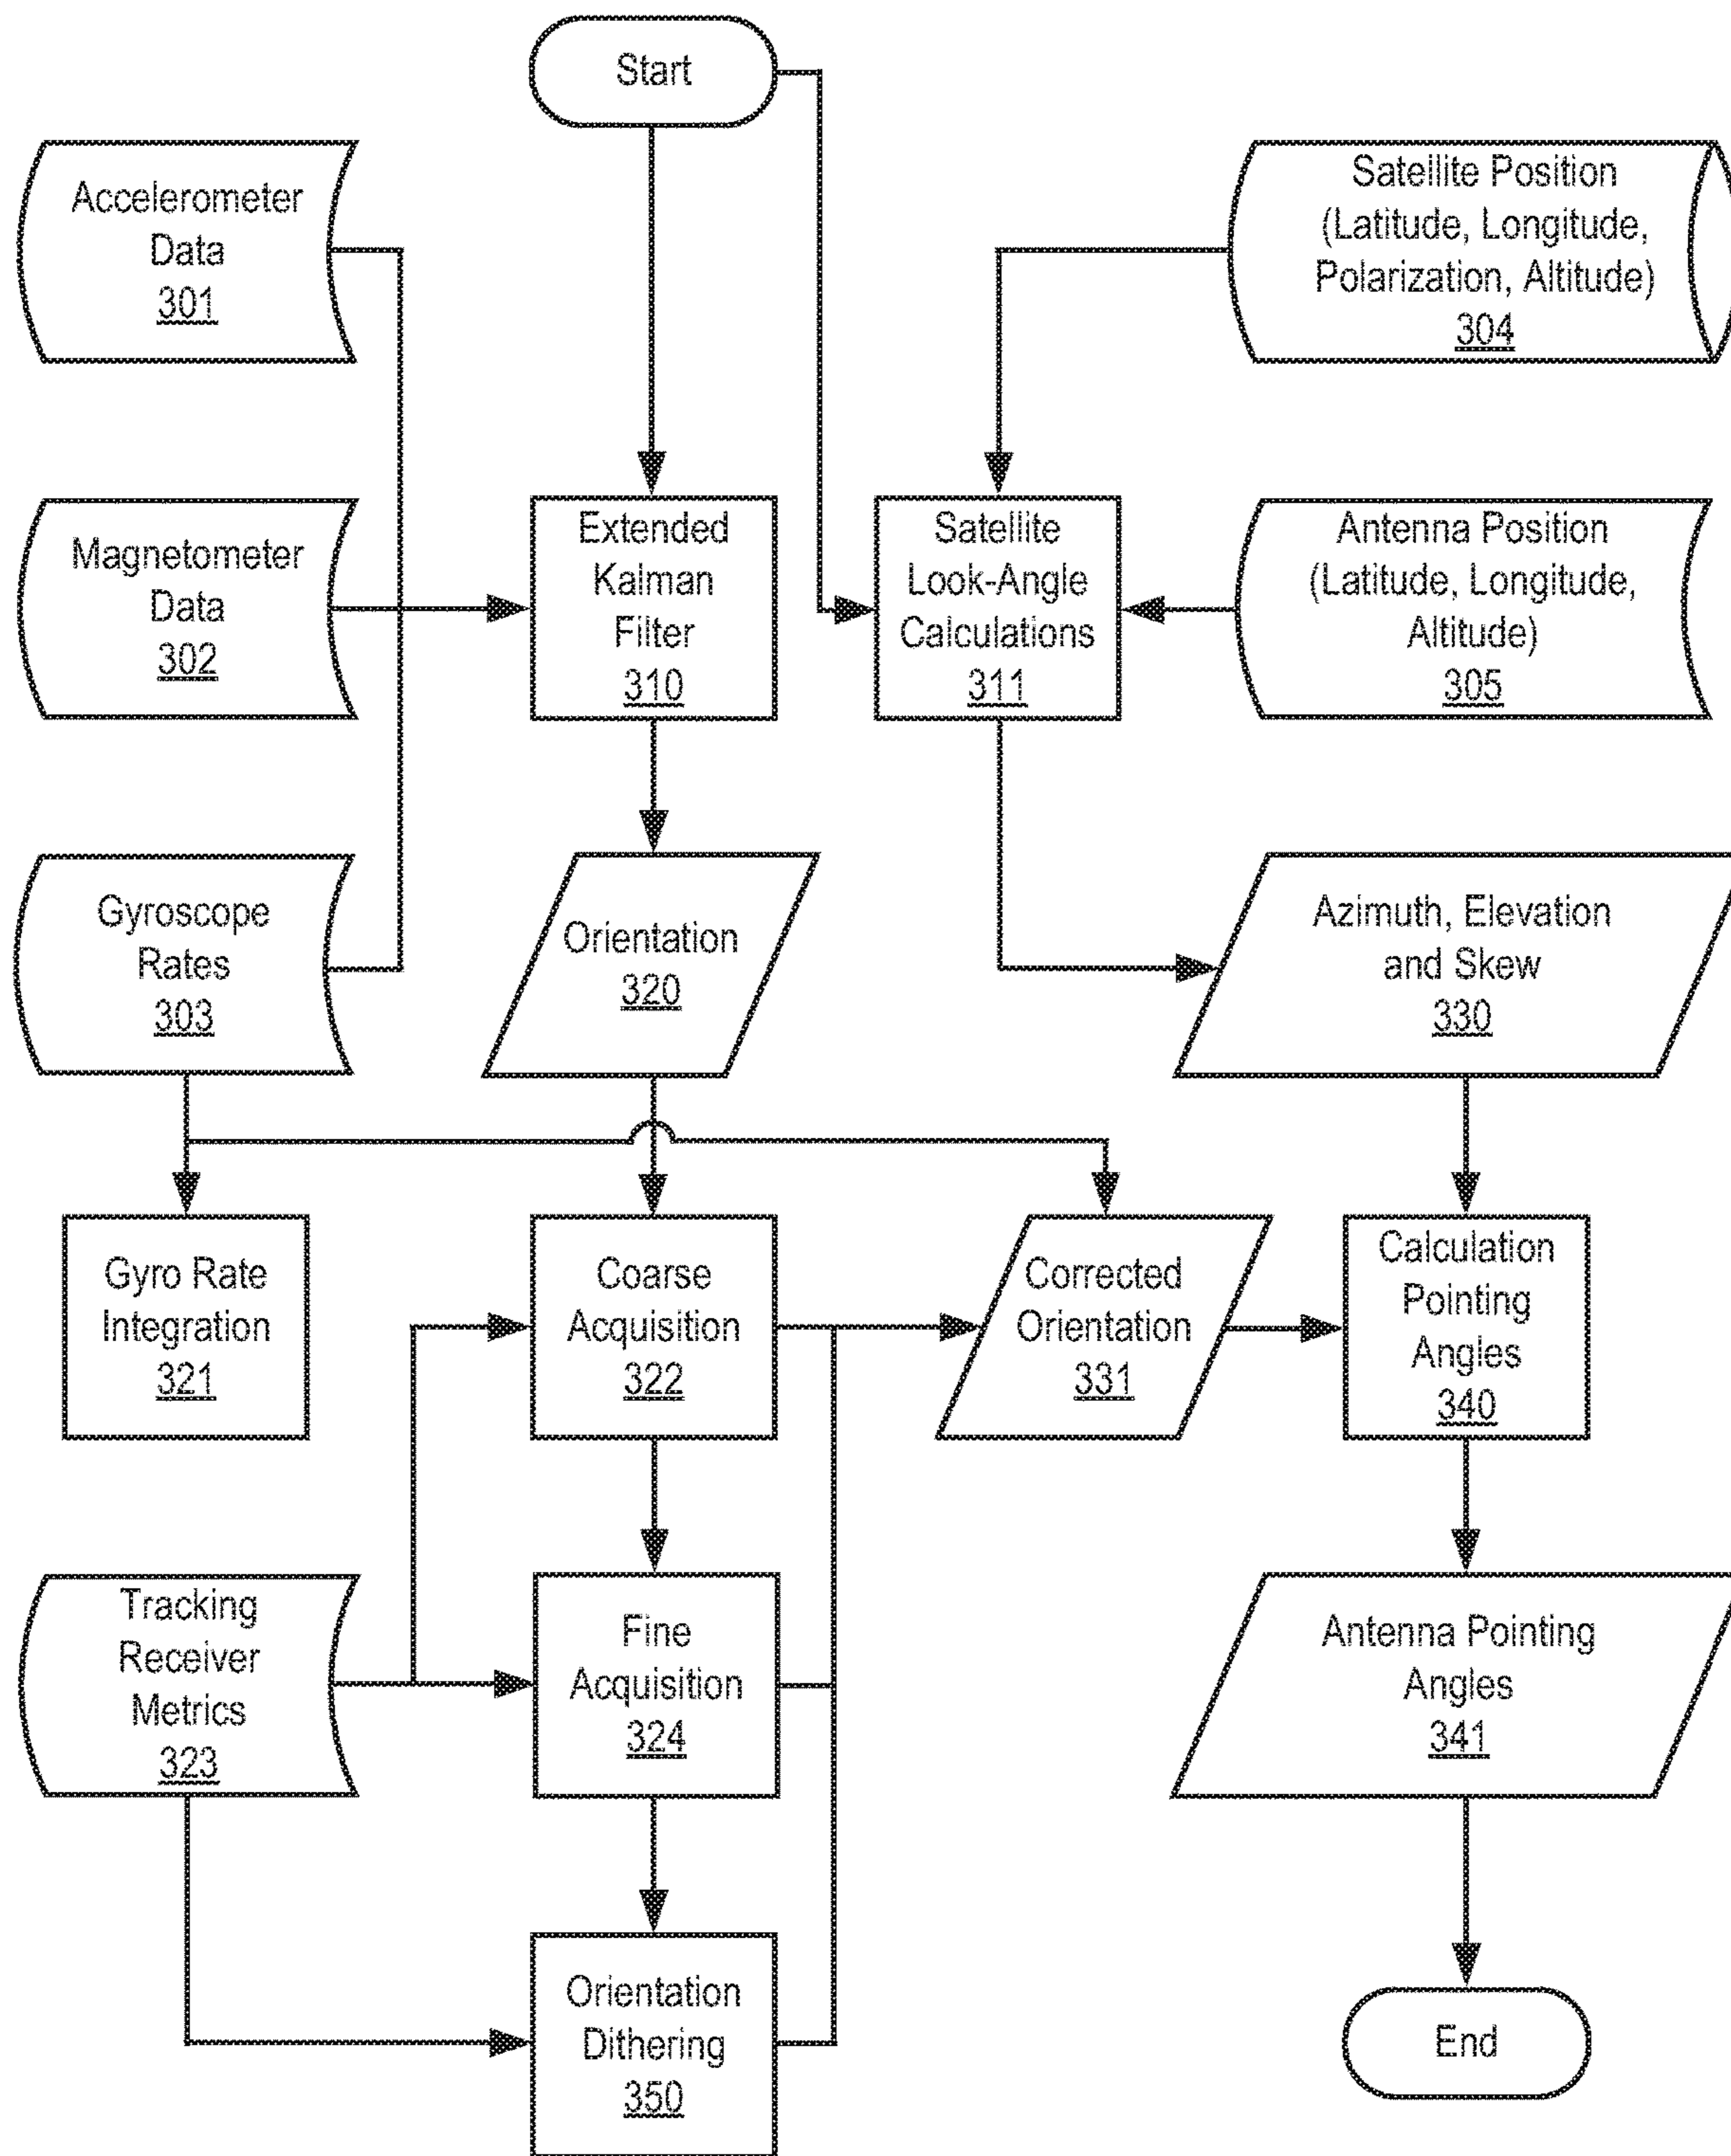 Start
Accelerometer
Data
301
Satellite Position
(Latitude, Longitude,
Polarization, Altitude)
304
Magnetometer
Data
302
Extended
Kalman
Filter
310
Satellite
Look-Angle
Calculations
311
Antenna Position
(Latitude, Longitude,
Altitude)
305
Gyroscope
Rates
303
Orientation
320
Azimuth, Elevation
and Skew
330
Gyro Rate
Integration
321
Coarse
Acquisition
322
Corrected
Orientation
331
Calculation
Pointing
Angles
340
Tracking
Receiver
Metrics
323
Fine
Acquisition
324
Antenna Pointing
Angles
341
Orientation
Dithering
350
End